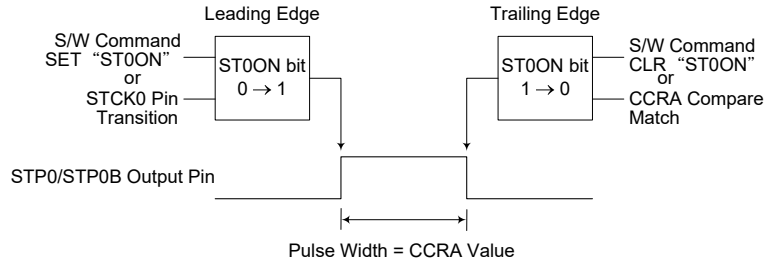 Leading Edge
S/W Command
SET “ST0ON”
or
STCK0 Pin
Transition
ST0ON bit
0 → 1
Trailing Edge
ST0ON bit
1 → 0
S/W Command
CLR “ST0ON”
or
CCRA Compare
Match
STP0/STP0B Output Pin
Pulse Width = CCRA Value